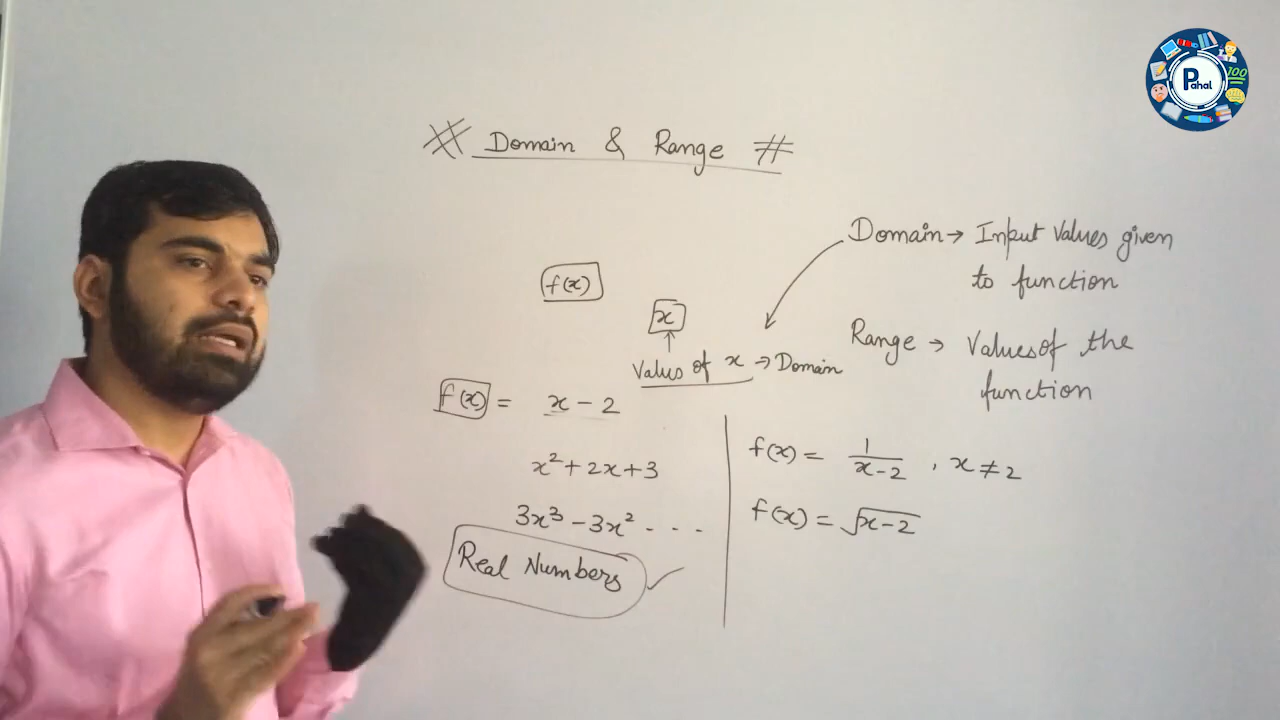 # Domain & Range #
f(x)
x
Values of x → Domain
f(x) = x - 2
x² + 2x + 3
3x³ - 3x² - - -
Real Numbers
Domain → Input Values given
to function
Range → Values of the
function
f(x) = 1/(x-2) , x ≠ 2
f(x) = √(x-2)
Pahal
100